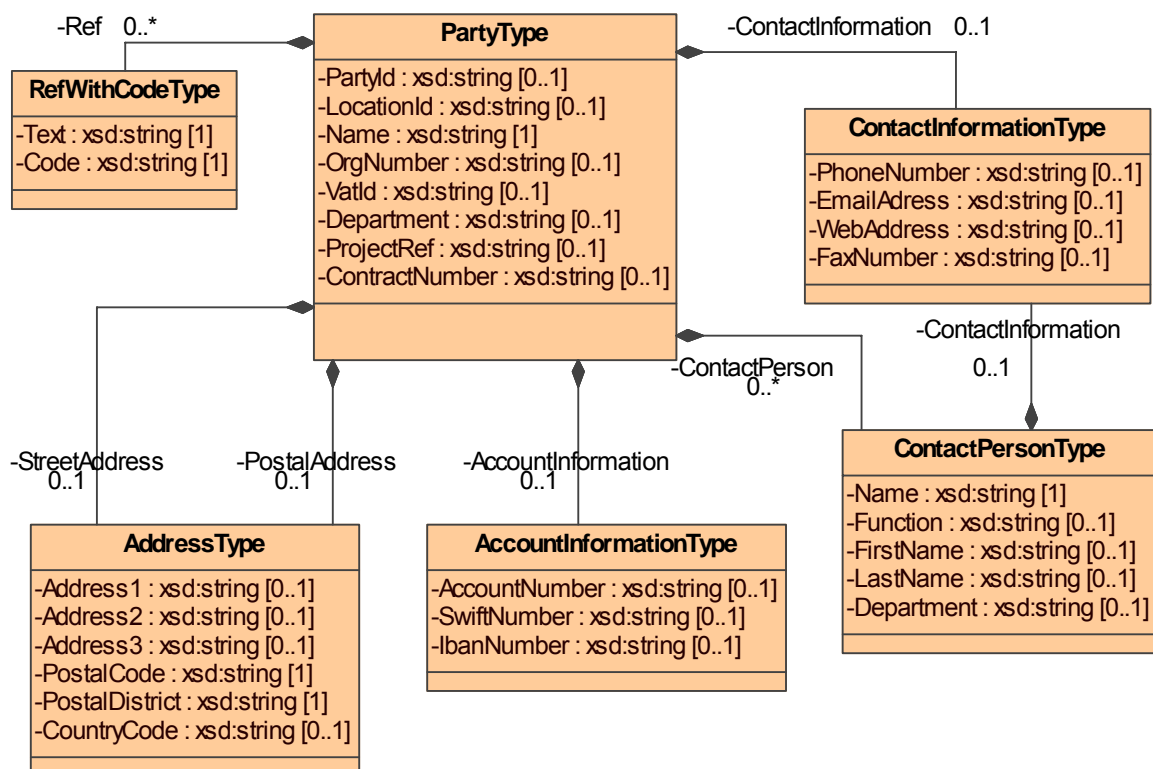 -Ref 0..*
PartyType
-PartyId : xsd:string [0..1]
-LocationId : xsd:string [0..1]
-Name : xsd:string [1]
-OrgNumber : xsd:string [0..1]
-VatId : xsd:string [0..1]
-Department : xsd:string [0..1]
-ProjectRef : xsd:string [0..1]
-ContractNumber : xsd:string [0..1]
-ContactInformation 0..1
RefWithCodeType
-Text : xsd:string [1]
-Code : xsd:string [1]
ContactInformationType
-PhoneNumber : xsd:string [0..1]
-EmailAdress : xsd:string [0..1]
-WebAddress : xsd:string [0..1]
-FaxNumber : xsd:string [0..1]
-ContactInformation
0..1
-ContactPerson
0..*
ContactPersonType
-Name : xsd:string [1]
-Function : xsd:string [0..1]
-FirstName : xsd:string [0..1]
-LastName : xsd:string [0..1]
-Department : xsd:string [0..1]
-StreetAddress
0..1
-PostalAddress
0..1
-AccountInformation
0..1
AddressType
-Address1 : xsd:string [0..1]
-Address2 : xsd:string [0..1]
-Address3 : xsd:string [0..1]
-PostalCode : xsd:string [1]
-PostalDistrict : xsd:string [1]
-CountryCode : xsd:string [0..1]
AccountInformationType
-AccountNumber : xsd:string [0..1]
-SwiftNumber : xsd:string [0..1]
-IbanNumber : xsd:string [0..1]